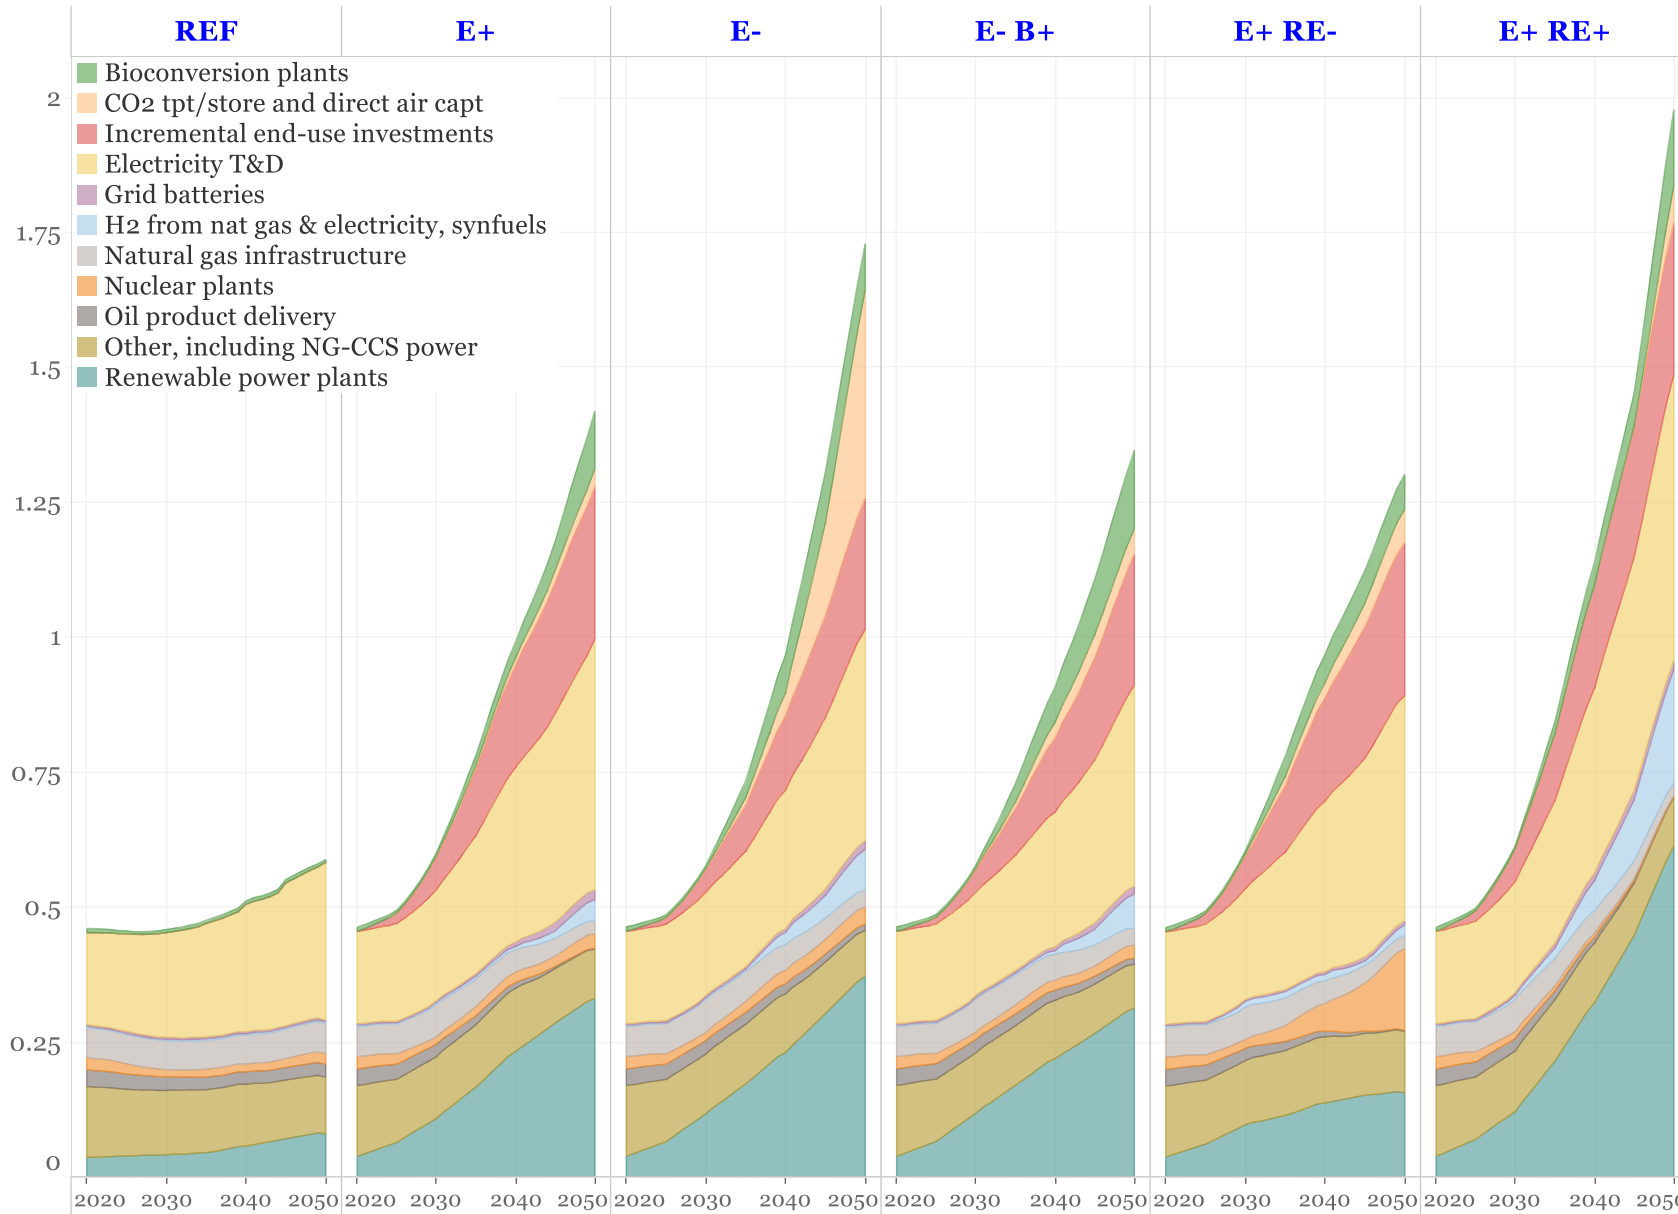 REF E+ E- E- B+ E+ RE- E+ RE+
Bioconversion plants
CO2 tpt/store and direct air capt
Incremental end-use investments
Electricity T&D
Grid batteries
H2 from nat gas & electricity, synfuels
Natural gas infrastructure
Nuclear plants
Oil product delivery
Other, including NG-CCS power
Renewable power plants
2
1.75
1.5
1.25
1
0.75
0.5
0.25
0
2020 2030 2040 2050 2020 2030 2040 2050 2020 2030 2040 2050 2020 2030 2040 2050 2020 2030 2040 2050 2020 2030 2040 2050